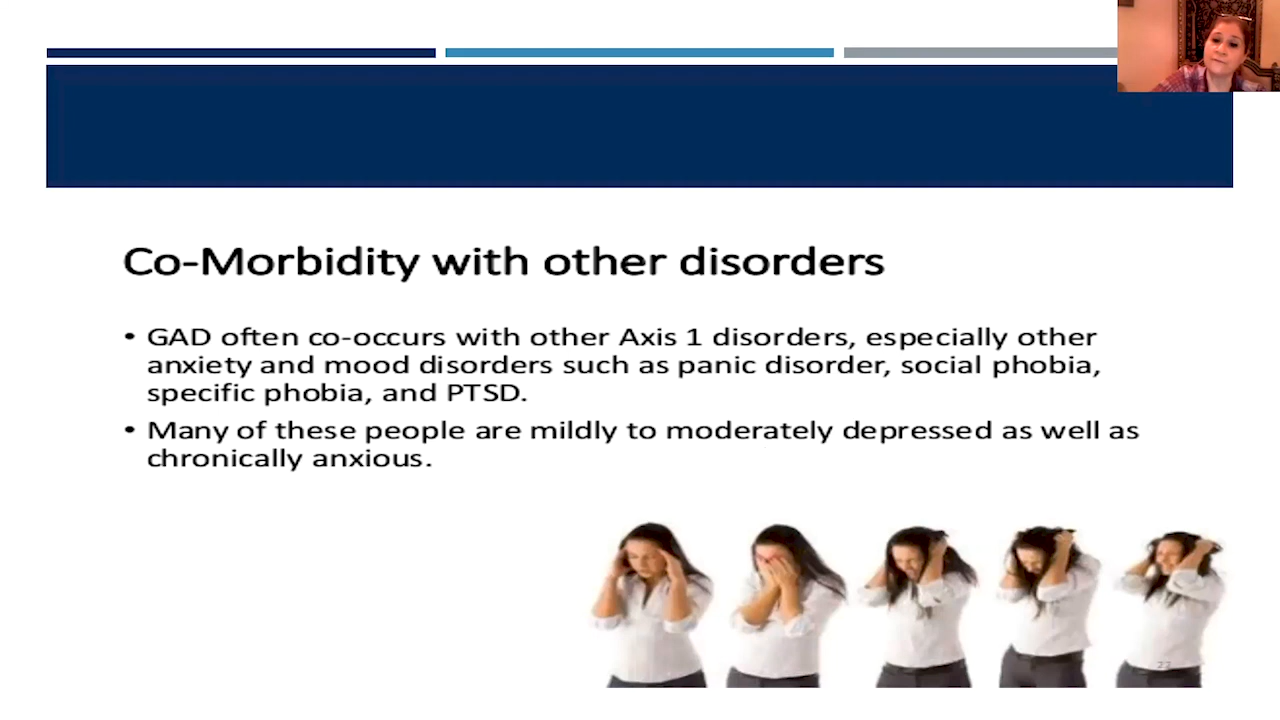 Co-Morbidity with other disorders
• GAD often co-occurs with other Axis 1 disorders, especially other
anxiety and mood disorders such as panic disorder, social phobia,
specific phobia, and PTSD.
• Many of these people are mildly to moderately depressed as well as
chronically anxious.
22